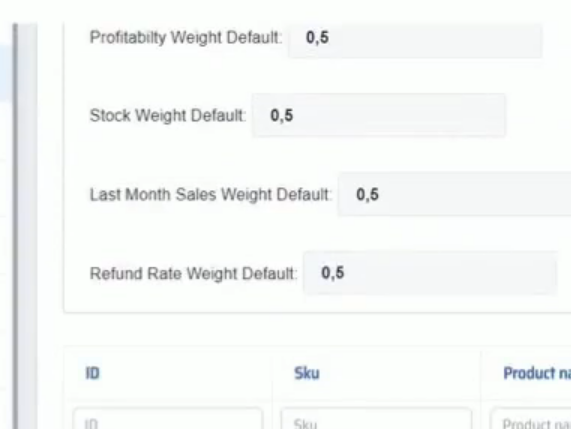 Profitabilty Weight Default: 0,5
Stock Weight Default: 0,5
Last Month Sales Weight Default: 0,5
Refund Rate Weight Default: 0,5
ID Sku Product na
ID Sku Product na